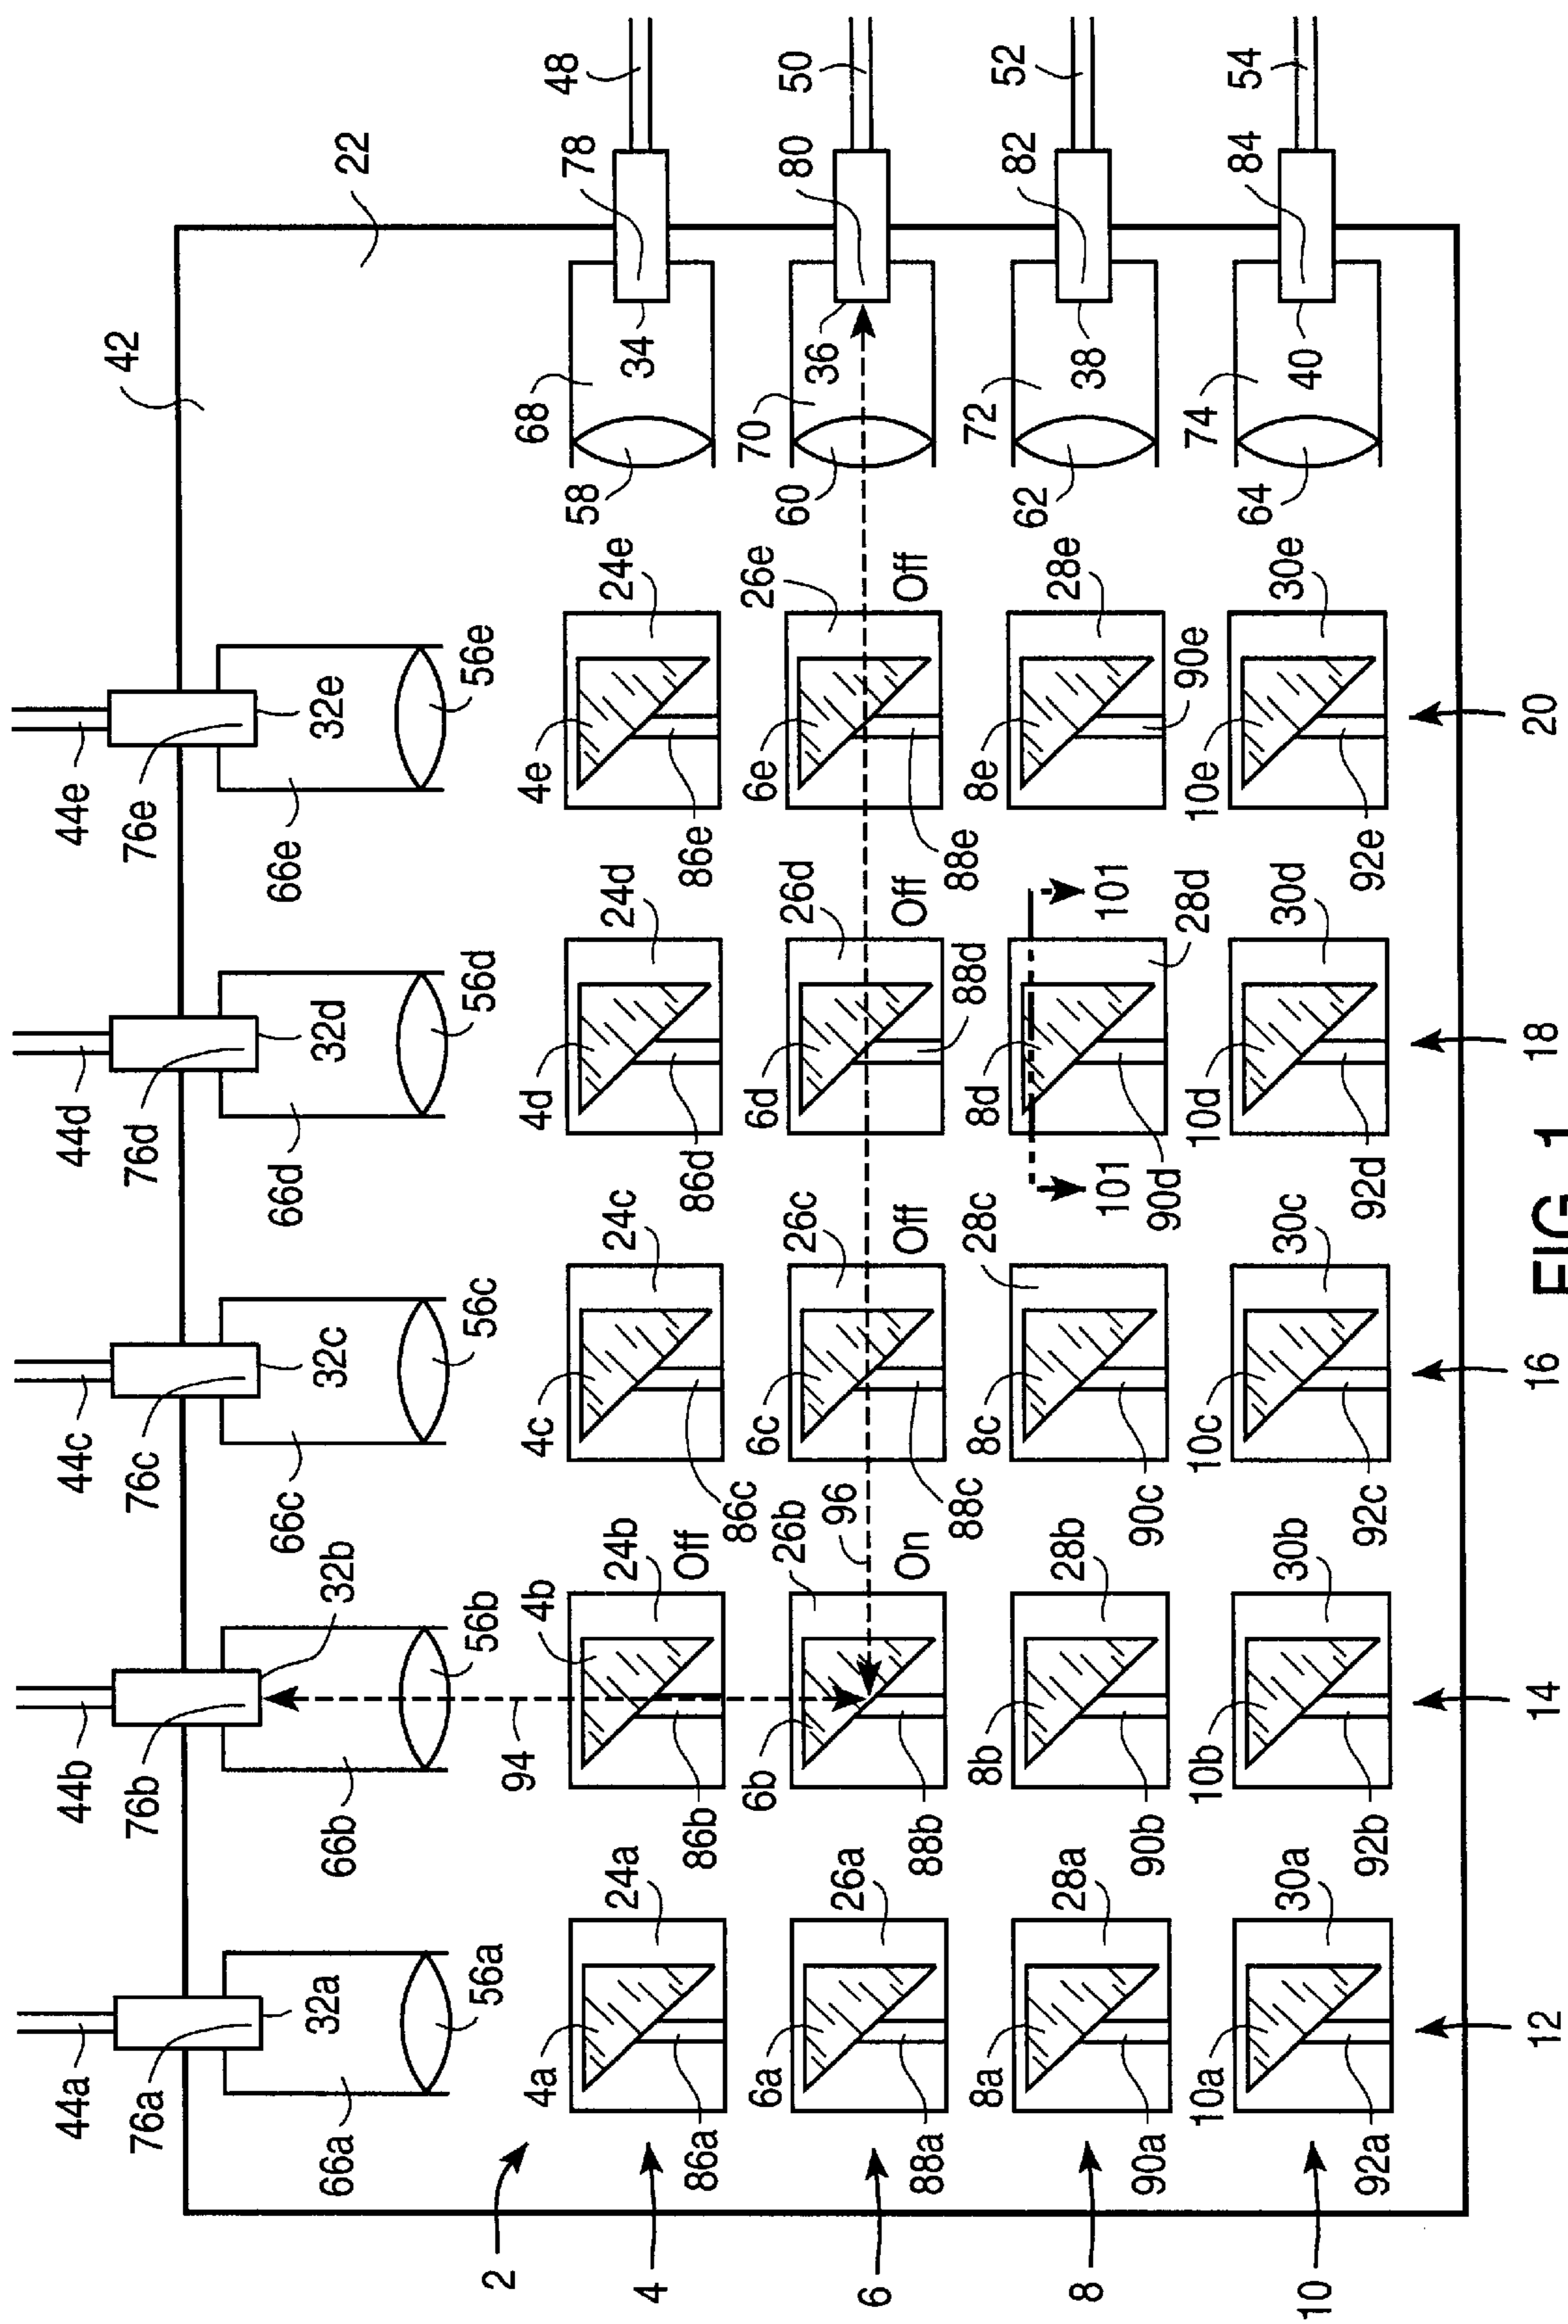 44a 44b 44c 44d 44e
76a 76b 76c 76d 76e 42
66a 66b 66c 66d 66e 22
32a 32b 32c 32d 32e
56a 56b 56c 56d 56e
2 94
4a 4b 4c 4d 4e 58 68 48
24a 24b 24c 24d 24e 34 78
4 86a 86b Off 86c 86d 86e
6a 6b 6c 6d 6e 60 70 50
26a 26b 96 26c 26d 26e 36 80
6 88a 88b On 88c Off 88d Off 88e Off
8a 8b 8c 8d 8e 62 72 52
28a 28b 28c 28d 28e 38 82
8 90a 90b 90c 90d 101 101 90e
10a 10b 10c 10d 10e 64 74 54
30a 30b 30c 30d 30e 40 84
10 92a 92b 92c 92d 92e
12 14 16 18 20
FIG. 1